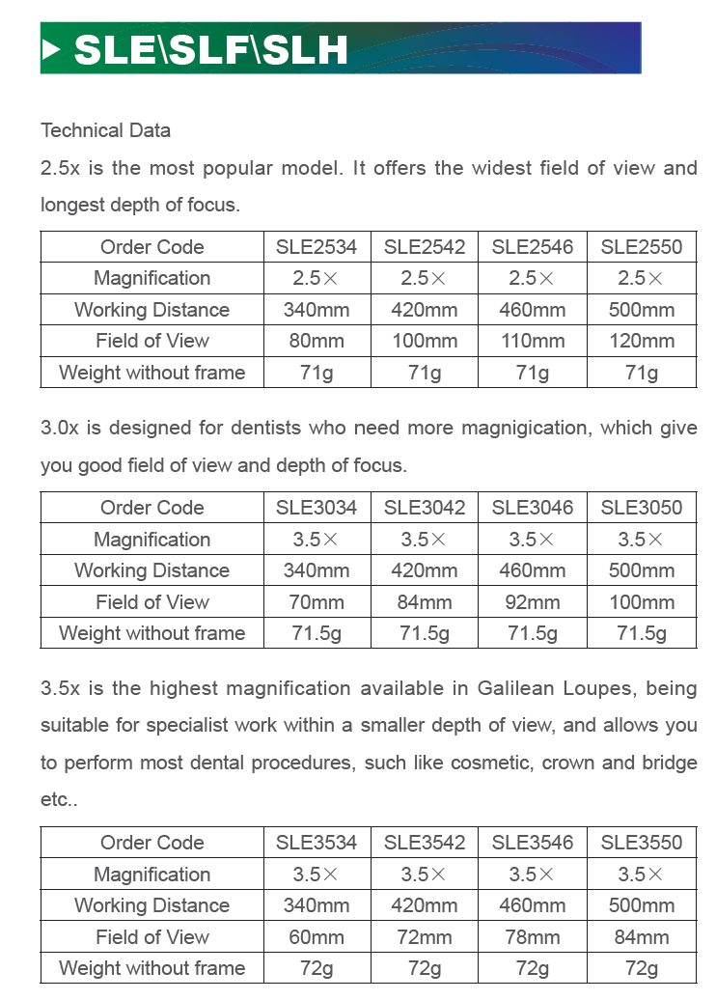 SLE\SLF\SLH
Technical Data
2.5x is the most popular model. It offers the widest field of view and
longest depth of focus.
Order Code SLE2534 SLE2542 SLE2546 SLE2550
Magnification 2.5× 2.5× 2.5× 2.5×
Working Distance 340mm 420mm 460mm 500mm
Field of View 80mm 100mm 110mm 120mm
Weight without frame 71g 71g 71g 71g
3.0x is designed for dentists who need more magnigication, which give
you good field of view and depth of focus.
Order Code SLE3034 SLE3042 SLE3046 SLE3050
Magnification 3.5× 3.5× 3.5× 3.5×
Working Distance 340mm 420mm 460mm 500mm
Field of View 70mm 84mm 92mm 100mm
Weight without frame 71.5g 71.5g 71.5g 71.5g
3.5x is the highest magnification available in Galilean Loupes, being
suitable for specialist work within a smaller depth of view, and allows you
to perform most dental procedures, such like cosmetic, crown and bridge
etc..
Order Code SLE3534 SLE3542 SLE3546 SLE3550
Magnification 3.5× 3.5× 3.5× 3.5×
Working Distance 340mm 420mm 460mm 500mm
Field of View 60mm 72mm 78mm 84mm
Weight without frame 72g 72g 72g 72g